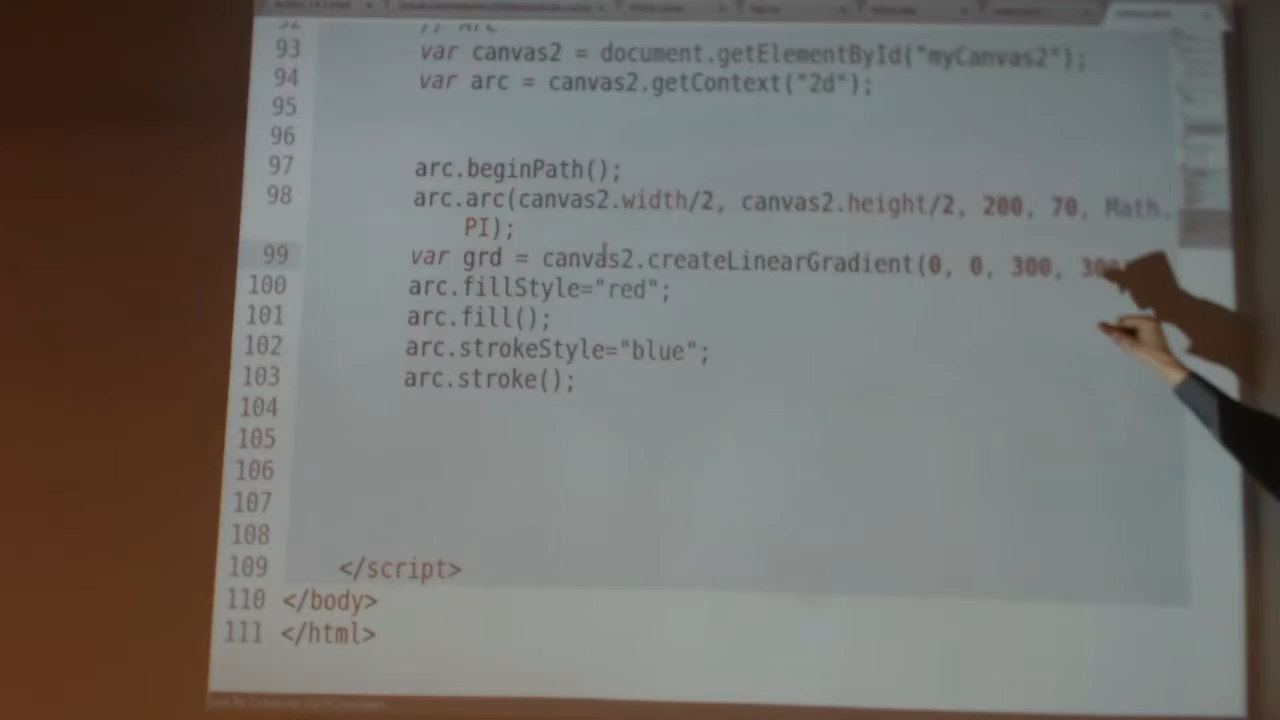 93 var canvas2 = document.getElementById("myCanvas2");
94 var arc = canvas2.getContext("2d");
95
96
97 arc.beginPath();
98 arc.arc(canvas2.width/2, canvas2.height/2, 200, 70, Math.
PI);
99 var grd = canvas2.createLinearGradient(0, 0, 300,
100 arc.fillStyle="red";
101 arc.fill();
102 arc.strokeStyle="blue";
103 arc.stroke();
104
105
106
107
108
109 </script>
110 </body>
111 </html>